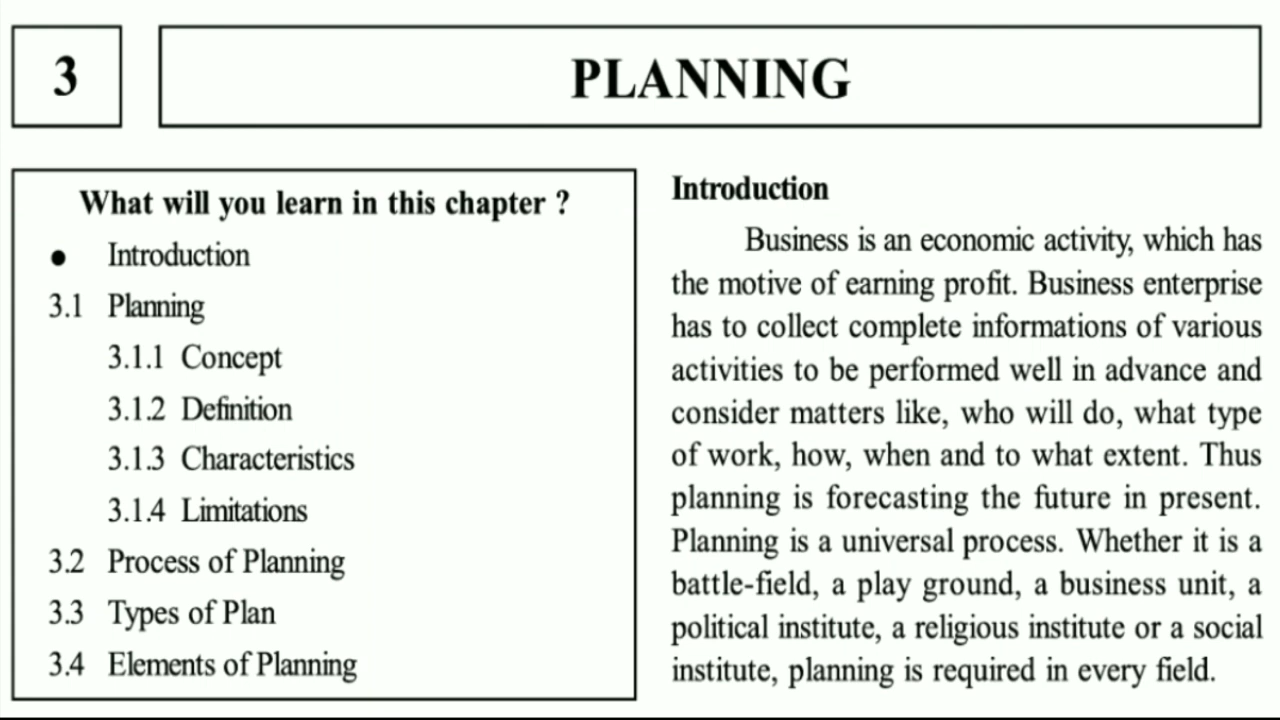 3
PLANNING
What will you learn in this chapter ?
● Introduction
3.1 Planning
3.1.1 Concept
3.1.2 Definition
3.1.3 Characteristics
3.1.4 Limitations
3.2 Process of Planning
3.3 Types of Plan
3.4 Elements of Planning
Introduction
Business is an economic activity, which has
the motive of earning profit. Business enterprise
has to collect complete informations of various
activities to be performed well in advance and
consider matters like, who will do, what type
of work, how, when and to what extent. Thus
planning is forecasting the future in present.
Planning is a universal process. Whether it is a
battle-field, a play ground, a business unit, a
political institute, a religious institute or a social
institute, planning is required in every field.